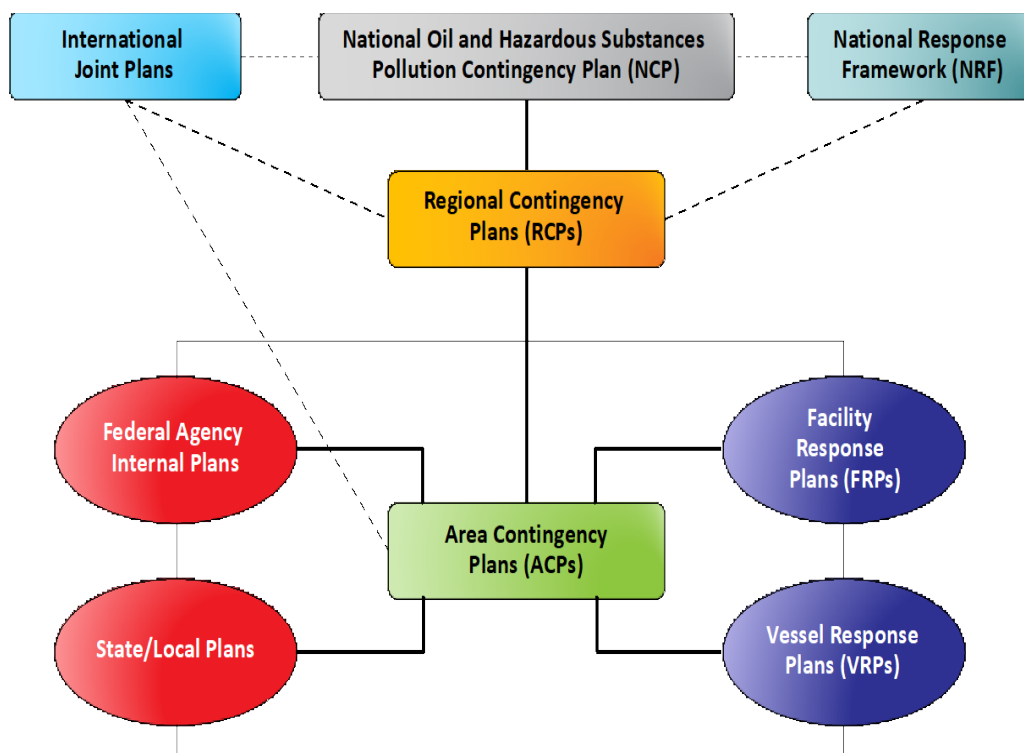 International
Joint Plans
National Oil and Hazardous Substances
Pollution Contingency Plan (NCP)
National Response
Framework (NRF)
Regional Contingency
Plans (RCPs)
Federal Agency
Internal Plans
Facility
Response
Plans (FRPs)
Area Contingency
Plans (ACPs)
State/Local Plans
Vessel Response
Plans (VRPs)